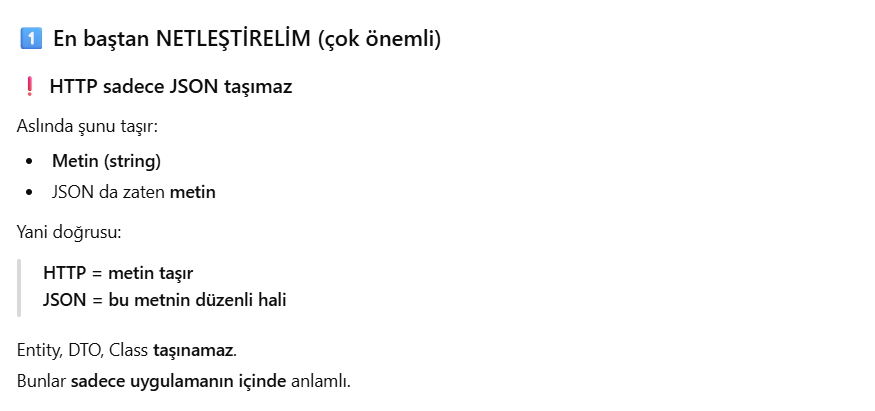 1️⃣ En baştan NETLEŞTİRELİM (çok önemli)
❗ HTTP sadece JSON taşımaz
Aslında şunu taşır:
• Metin (string)
• JSON da zaten metin
Yani doğrusu:
HTTP = metin taşır
JSON = bu metnin düzenli hali
Entity, DTO, Class taşınamaz.
Bunlar sadece uygulamanın içinde anlamlı.